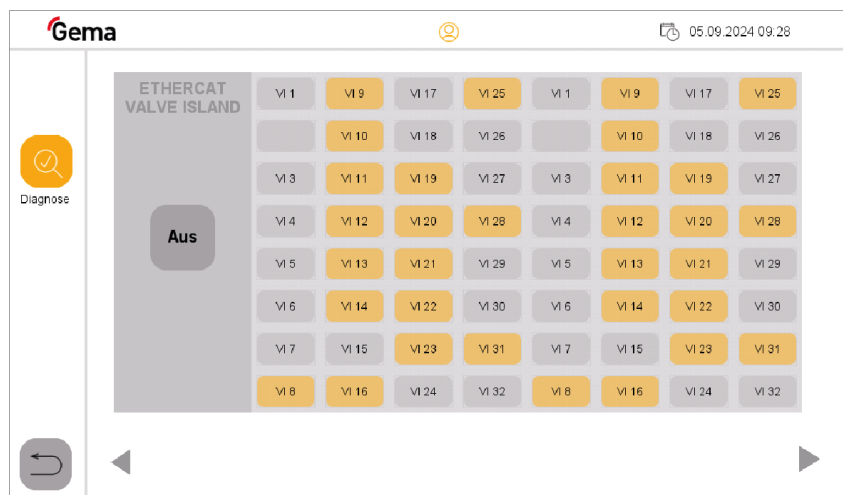 Gema
05.09.2024 09:28
ETHERCAT
VALVE ISLAND
VI 1 VI 9 VI 17 VI 25 VI 1 VI 9 VI 17 VI 25
VI 10 VI 18 VI 26 VI 10 VI 18 VI 26
VI 3 VI 11 VI 19 VI 27 VI 3 VI 11 VI 19 VI 27
Diagnose
Aus
VI 4 VI 12 VI 20 VI 28 VI 4 VI 12 VI 20 VI 28
VI 5 VI 13 VI 21 VI 29 VI 5 VI 13 VI 21 VI 29
VI 6 VI 14 VI 22 VI 30 VI 6 VI 14 VI 22 VI 30
VI 7 VI 15 VI 23 VI 31 VI 7 VI 15 VI 23 VI 31
VI 8 VI 16 VI 24 VI 32 VI 8 VI 16 VI 24 VI 32